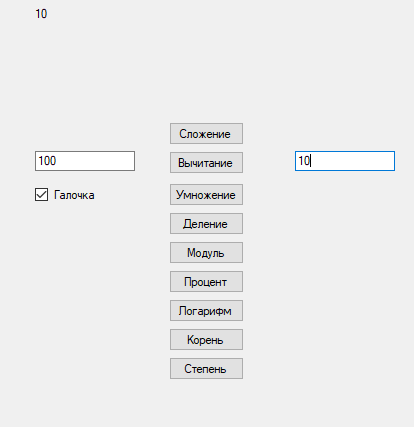 10
Сложение
100
Вычитание
10
Галочка
Умножение
Деление
Модуль
Процент
Логарифм
Корень
Степень